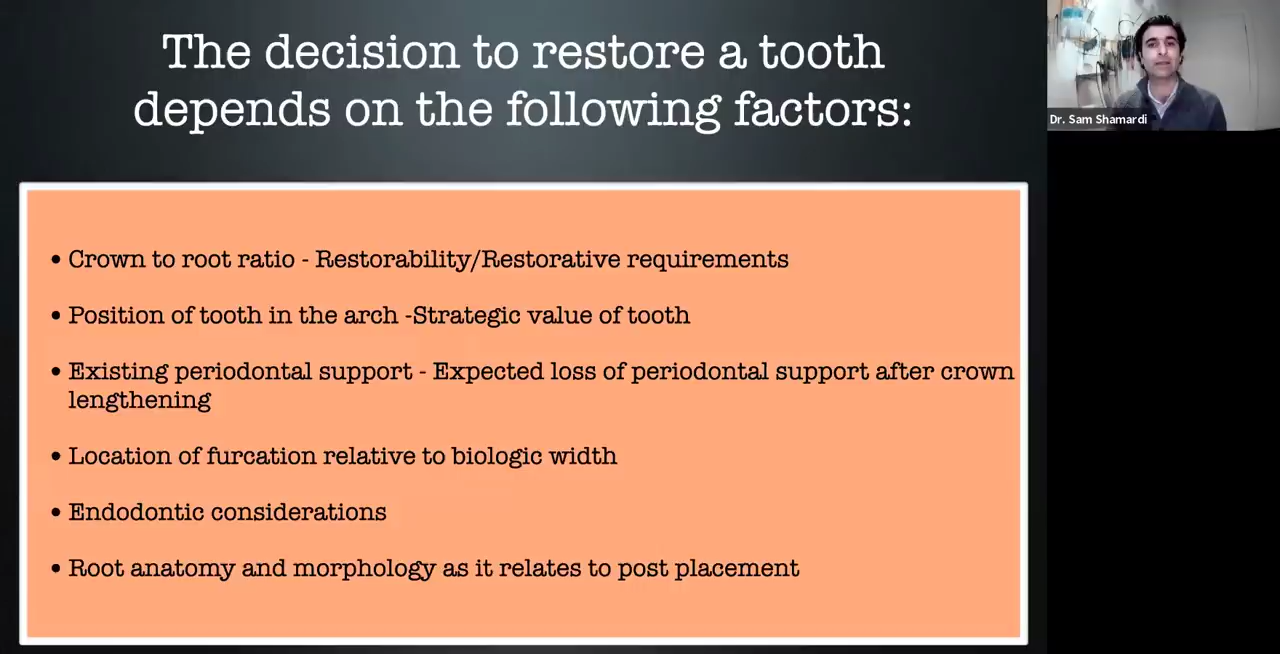 The decision to restore a tooth
depends on the following factors:
Dr. Sam Shamardi
• Crown to root ratio - Restorability/Restorative requirements
• Position of tooth in the arch -Strategic value of tooth
• Existing periodontal support - Expected loss of periodontal support after crown
lengthening
• Location of furcation relative to biologic width
• Endodontic considerations
• Root anatomy and morphology as it relates to post placement